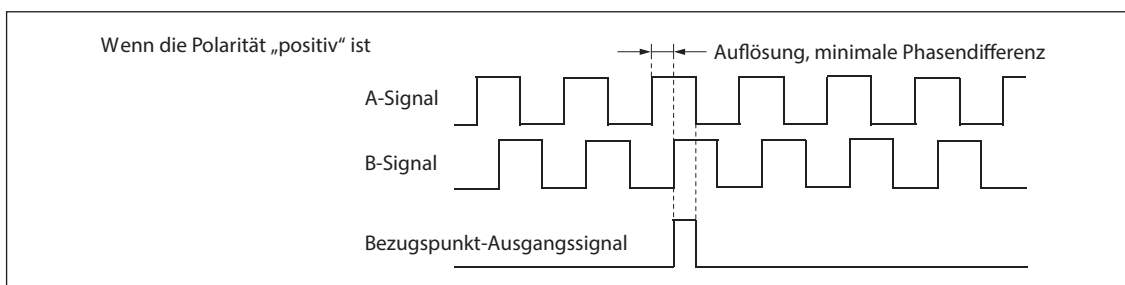 Wenn die Polarität „positiv“ ist
Auflösung, minimale Phasendifferenz
A-Signal
B-Signal
Bezugspunkt-Ausgangssignal